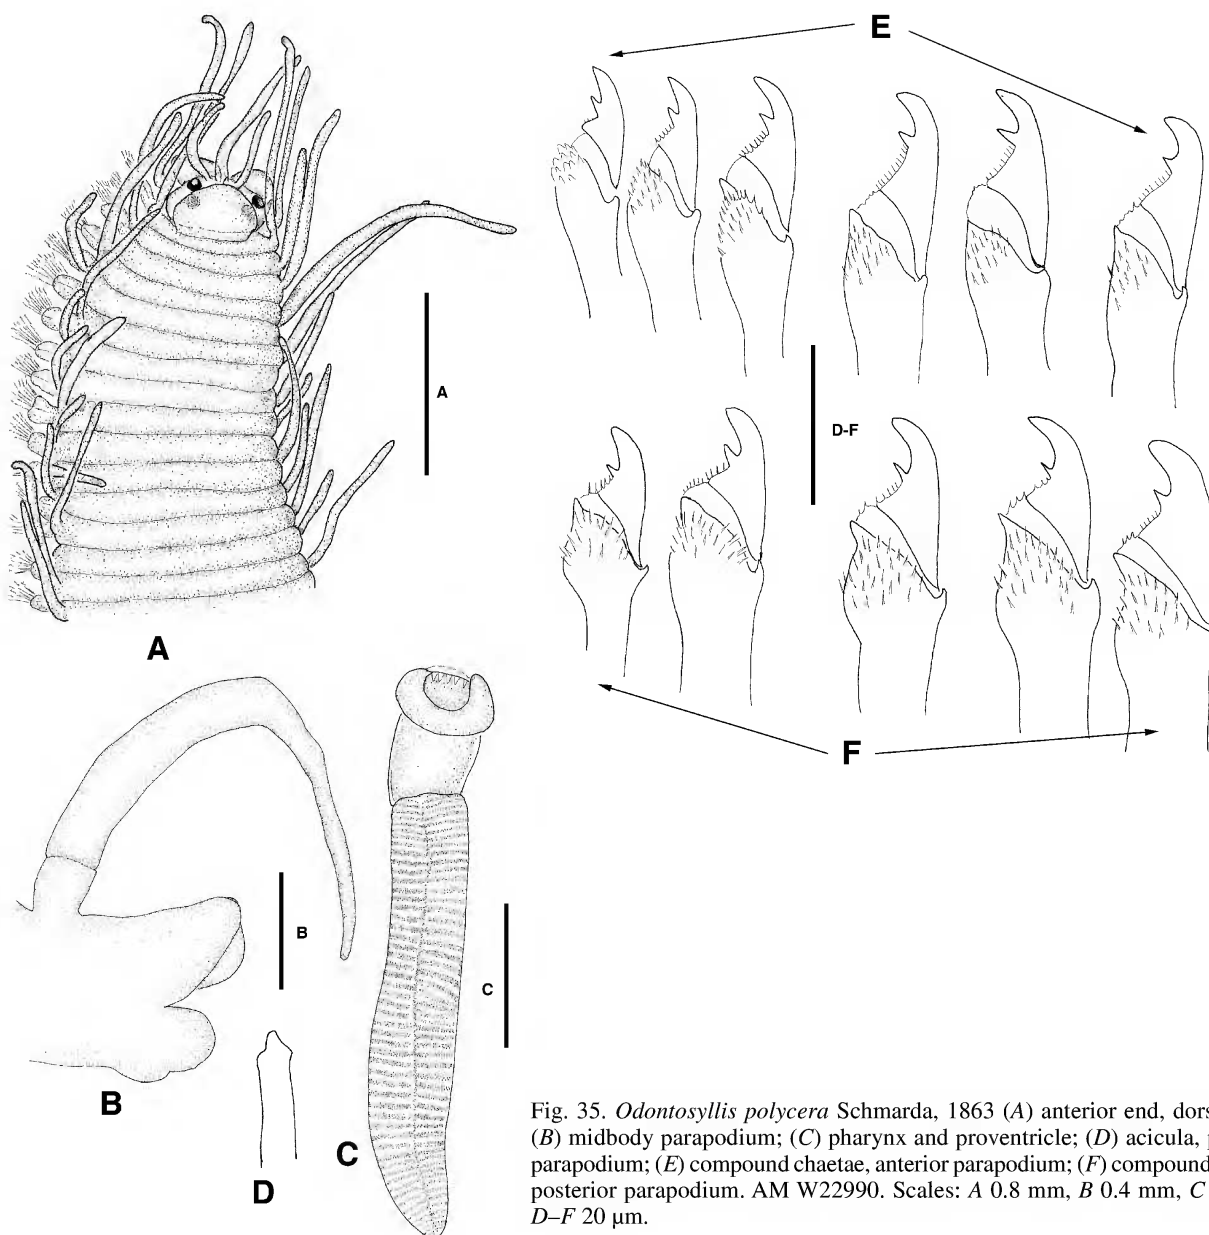 E
A
D-F
A
F
B
C
B
C
D
Fig. 35. Odontosyllis polycera Schmarda, 1863 (A) anterior end,
(B) midbody parapodium; (C) pharynx and proventricle; (D) acicula,
parapodium; (E) compound chaetae, anterior parapodium; (F) compound
posterior parapodium. AM W22990. Scales: A 0.8 mm, B 0.4 mm, C
D–F 20 µm.